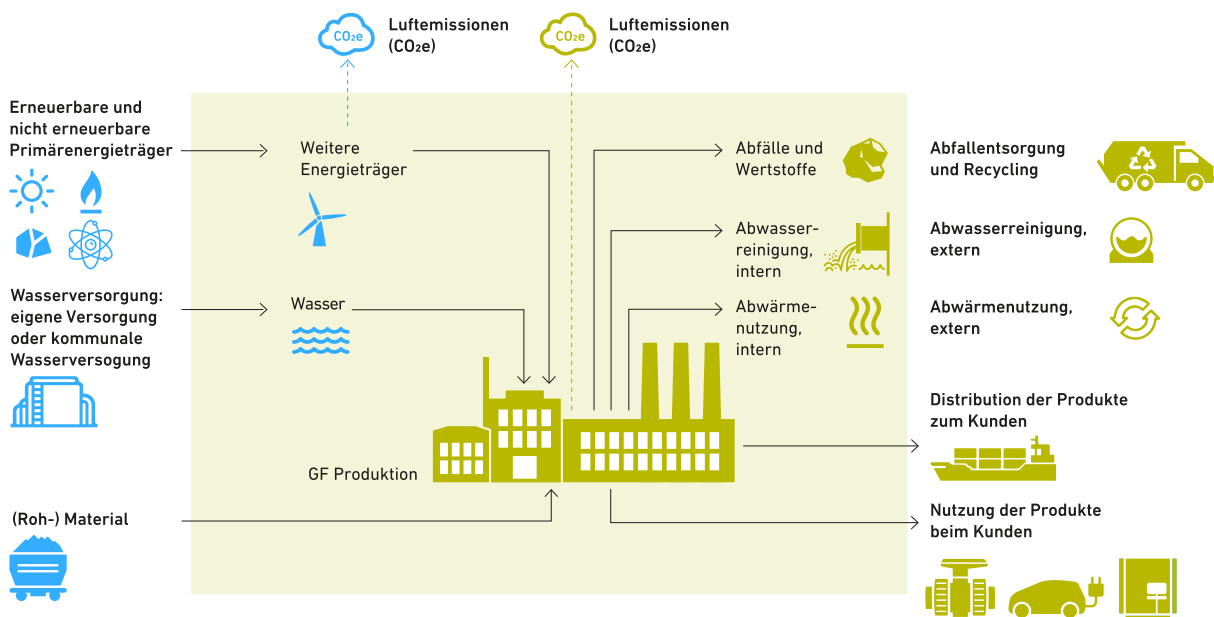 CO₂e
Luftemissionen
(CO₂e)
CO₂e
Luftemissionen
(CO₂e)
Erneuerbare und
nicht erneuerbare
Primärenergieträger
Weitere
Energieträger
Abfälle und
Wertstoffe
Abfallentsorgung
und Recycling
Abwasser-
reinigung,
intern
Abwasserreinigung,
extern
Wasserversorgung:
eigene Versorgung
oder kommunale
Wasserversogung
Wasser
Abwärme-
nutzung,
intern
Abwärmenutzung,
extern
Distribution der Produkte
zum Kunden
GF Produktion
(Roh-) Material
Nutzung der Produkte
beim Kunden